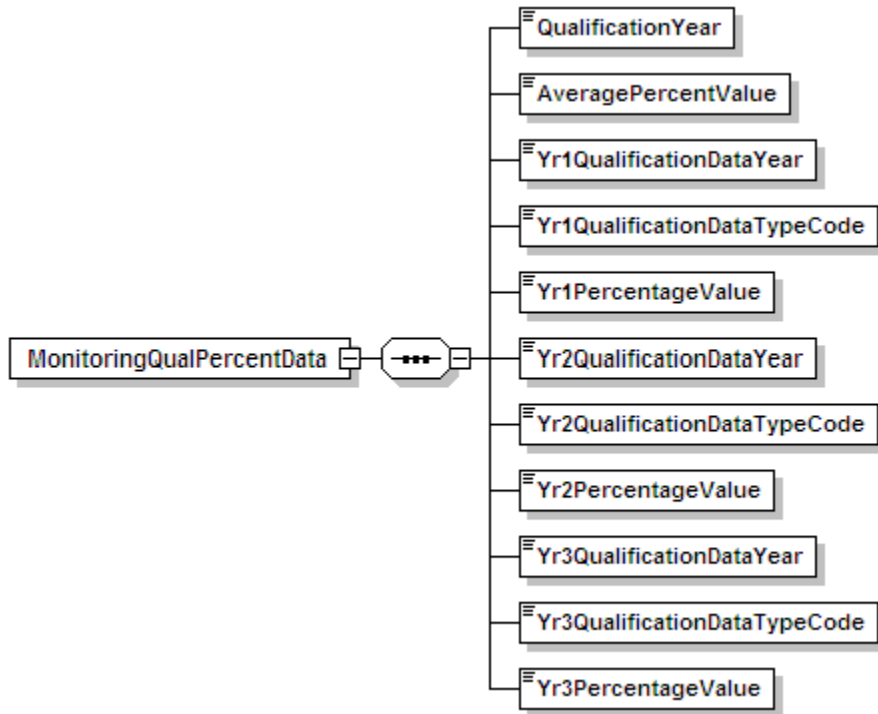 QualificationYear
AveragePercentValue
Yr1QualificationDataYear
Yr1QualificationDataTypeCode
Yr1PercentageValue
MonitoringQualPercentData
Yr2QualificationDataYear
Yr2QualificationDataTypeCode
Yr2PercentageValue
Yr3QualificationDataYear
Yr3QualificationDataTypeCode
Yr3PercentageValue